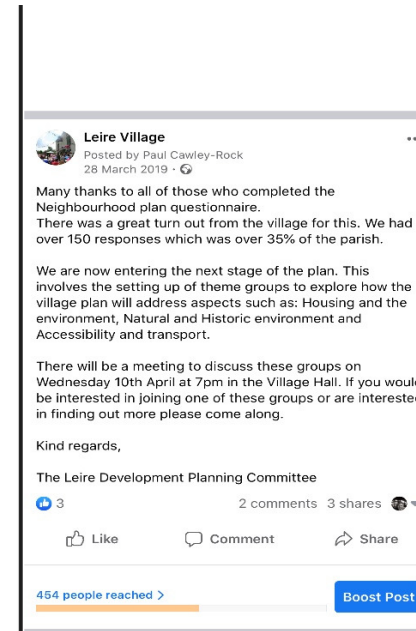 Leire Village
Posted by Paul Cawley-Rock
28 March 2019 ·
Many thanks to all of those who completed the
Neighbourhood plan questionnaire.
There was a great turn out from the village for this. We had
over 150 responses which was over 35% of the parish.
We are now entering the next stage of the plan. This
involves the setting up of theme groups to explore how the
village plan will address aspects such as: Housing and the
environment, Natural and Historic environment and
Accessibility and transport.
There will be a meeting to discuss these groups on
Wednesday 10th April at 7pm in the Village Hall. If you woul
be interested in joining one of these groups or are intereste
in finding out more please come along.
Kind regards,
The Leire Development Planning Committee
3 2 comments 3 shares
Like Comment Share
454 people reached > Boost Post